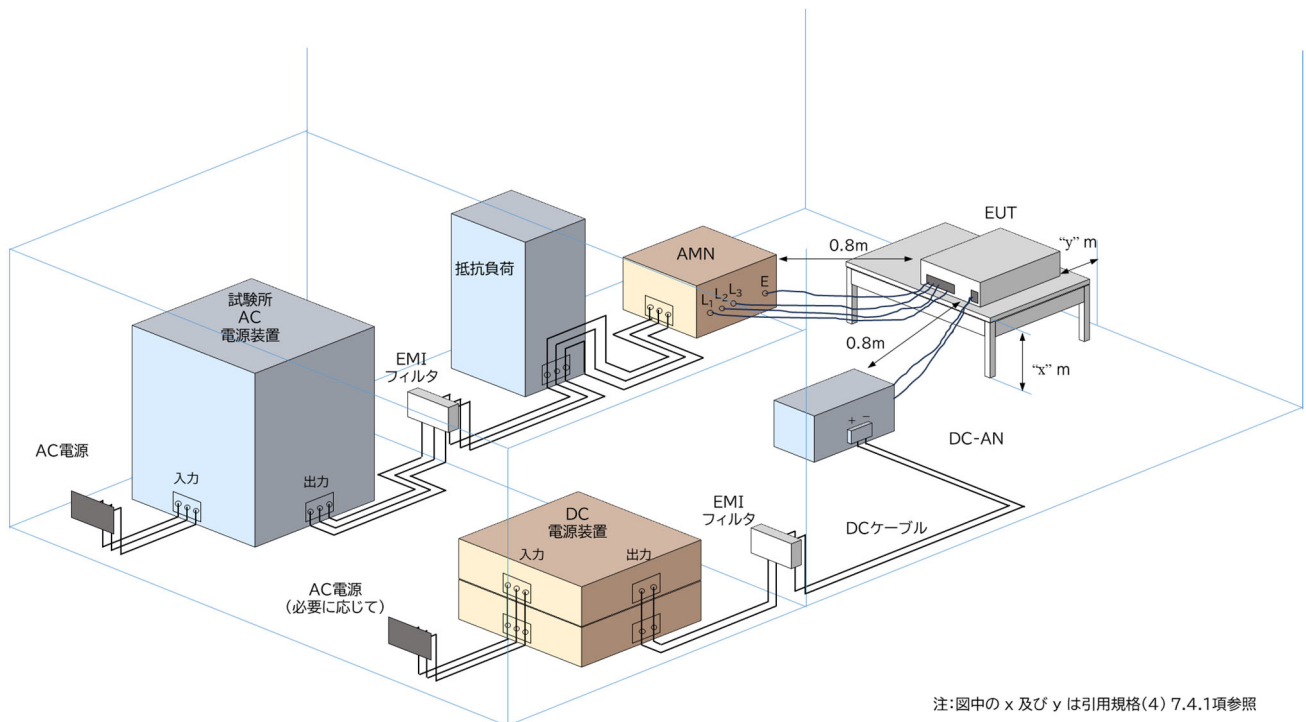 EUT
"y" m
0.8m
AMN
E
L1
L2
L3
抵抗負荷
試験所
AC
電源装置
0.8m
"x" m
EMI
フィルタ
+ −
DC-AN
AC電源
入力
出力
DC
電源装置
EMI
フィルタ
DCケーブル
入力
出力
AC電源
(必要に応じて)
注:図中の x 及び y は引用規格(4) 7.4.1項参照